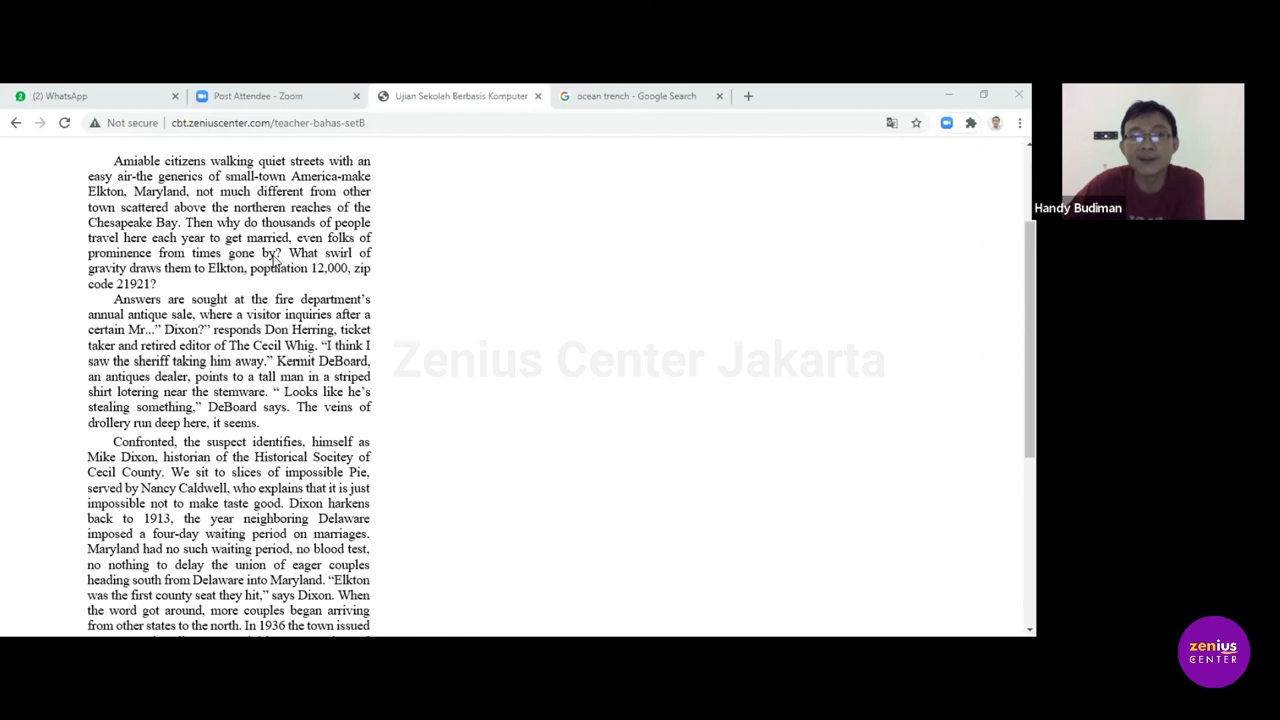 (2) WhatsApp
Post Attendee - Zoom
Ujian Sekolah Berbasis Komputer
ocean trench - Google Search
Not secure
cbt.zeniuscenter.com/teacher-bahas-setB
Amiable citizens walking quiet streets with an
easy air-the generics of small-town America-make
Elkton, Maryland, not much different from other
town scattered above the northeren reaches of the
Chesapeake Bay. Then why do thousands of people
travel here each year to get married, even folks of
prominence from times gone by? What swirl of
gravity draws them to Elkton, population 12,000, zip
code 21921?
Answers are sought at the fire department's
annual antique sale, where a visitor inquiries after a
certain Mr..." Dixon?" responds Don Herring, ticket
taker and retired editor of The Cecil Whig. "I think I
saw the sheriff taking him away." Kermit DeBoard,
an antiques dealer, points to a tall man in a striped
shirt lotering near the stemware. " Looks like he's
stealing something," DeBoard says. The veins of
drollery run deep here, it seems.
Confronted, the suspect identifies, himself as
Mike Dixon, historian of the Historical Socitey of
Cecil County. We sit to slices of impossible Pie,
served by Nancy Caldwell, who explains that it is just
impossible not to make taste good. Dixon harkens
back to 1913, the year neighboring Delaware
imposed a four-day waiting period on marriages.
Maryland had no such waiting period, no blood test,
no nothing to delay the union of eager couples
heading south from Delaware into Maryland. "Elkton
was the first county seat they hit," says Dixon. When
the word got around, more couples began arriving
from other states to the north. In 1936 the town issued
Zenius Center Jakarta
Handy Budiman
zenius
CENTER